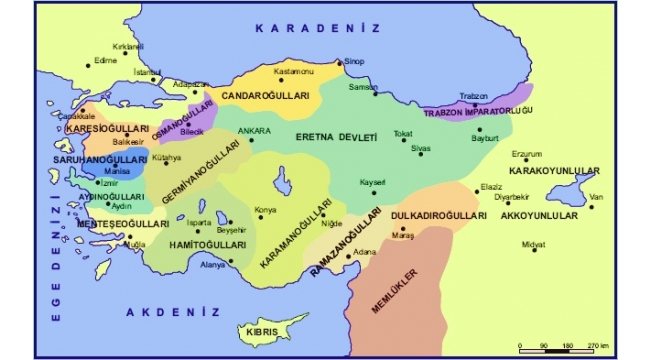 KARADENİZ
Kırklareli
Edirne
İstanbul
Adapazarı
Kastamonu
Sinop
Samsun
CANDAROĞULLARI
Trabzon
TRABZON İMPARATORLUĞU
Çanakkale
KARESİOĞULLARI
Balıkesir
OSMANOĞULLARI
Bilecik
ANKARA
ERETNA DEVLETİ
Tokat
Sivas
Bayburt
SARUHANOĞULLARI
Manisa
Kütahya
GERMİYANOĞULLARI
Erzurum
KARAKOYUNLULAR
İzmir
AYDINOĞULLARI
Aydın
Kayseri
Elaziz
Diyarbekir
Van
MENTEŞEOĞULLARI
Muğla
Isparta
Beyşehir
Konya
KARAMANOĞULLARI
Niğde
RAMAZANOĞULLARI
DULKADIROĞULLARI
Maraş
AKKOYUNLULAR
HAMİTOĞULLARI
Alanya
Adana
Midyat
EGE DENİZİ
AKDENİZ
MEMLÜKLER
KIBRIS
0 90 180 270 km